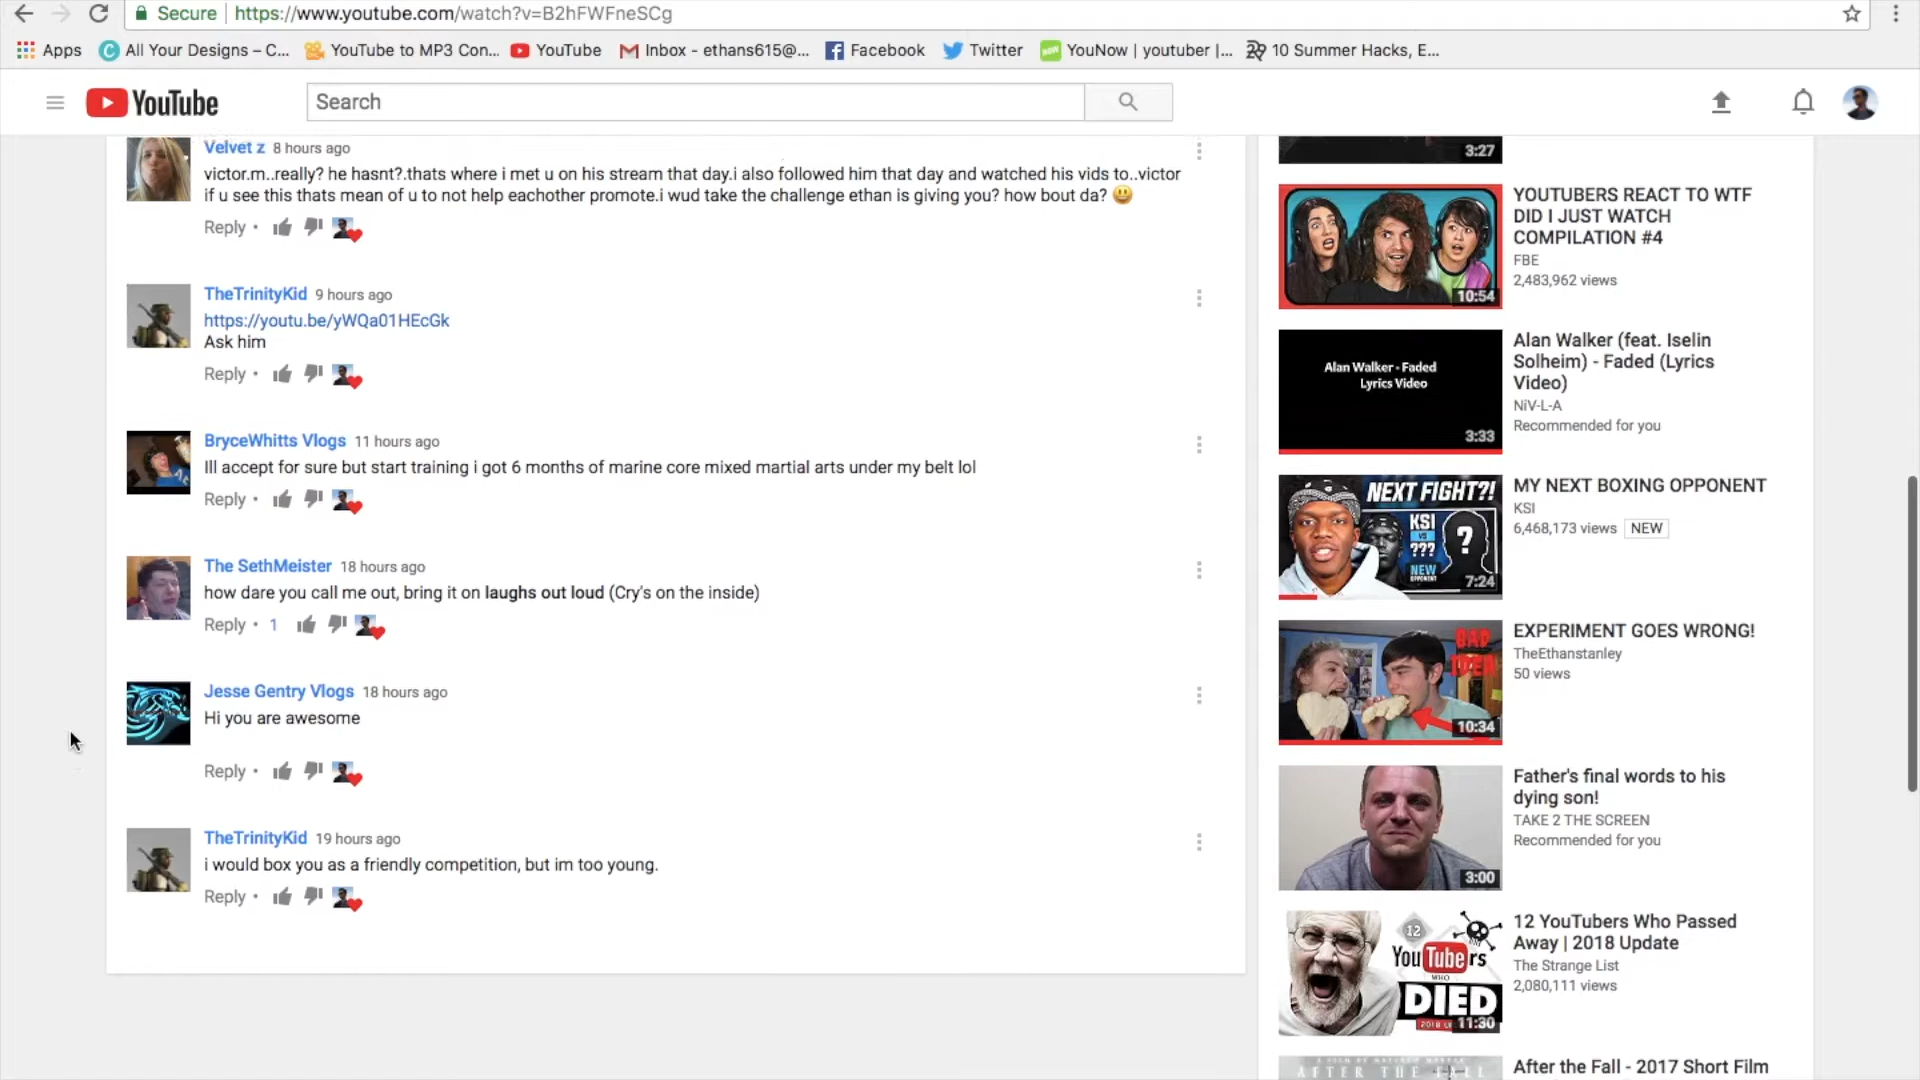 Secure | https://www.youtube.com/watch?v=B2hFWFneSCg
Apps
All Your Designs – C...
YouTube to MP3 Con...
YouTube
Inbox - ethans615@...
Facebook
Twitter
YouNow | youtuber |...
10 Summer Hacks, E...
YouTube
Search
Velvet z 8 hours ago
victor.m..really? he hasnt?.thats where i met u on his stream that day.i also followed him that day and watched his vids to..victor
if u see this thats mean of u to not help eachother promote.i wud take the challenge ethan is giving you? how bout da? 😃
Reply •
TheTrinityKid 9 hours ago
https://youtu.be/yWQa01HEcGk
Ask him
Reply •
BryceWhitts Vlogs 11 hours ago
Ill accept for sure but start training i got 6 months of marine core mixed martial arts under my belt lol
Reply •
The SethMeister 18 hours ago
how dare you call me out, bring it on laughs out loud (Cry's on the inside)
Reply • 1
Jesse Gentry Vlogs 18 hours ago
Hi you are awesome
Reply •
TheTrinityKid 19 hours ago
i would box you as a friendly competition, but im too young.
Reply •
3:27
10:54
YOUTUBERS REACT TO WTF
DID I JUST WATCH
COMPILATION #4
FBE
2,483,962 views
Alan Walker - Faded
Lyrics Video
3:33
Alan Walker (feat. Iselin
Solheim) - Faded (Lyrics
Video)
NiV-L-A
Recommended for you
NEXT FIGHT?!
KSI
VS
???
NEW
OPPONENT
?
7:24
MY NEXT BOXING OPPONENT
KSI
6,468,173 views NEW
BAD
IDEA
10:34
EXPERIMENT GOES WRONG!
TheEthanstanley
50 views
3:00
Father's final words to his
dying son!
TAKE 2 THE SCREEN
Recommended for you
12
YouTubers
WHO
DIED
11:30
12 YouTubers Who Passed
Away | 2018 Update
The Strange List
2,080,111 views
AFTER THE FALL
After the Fall - 2017 Short Film